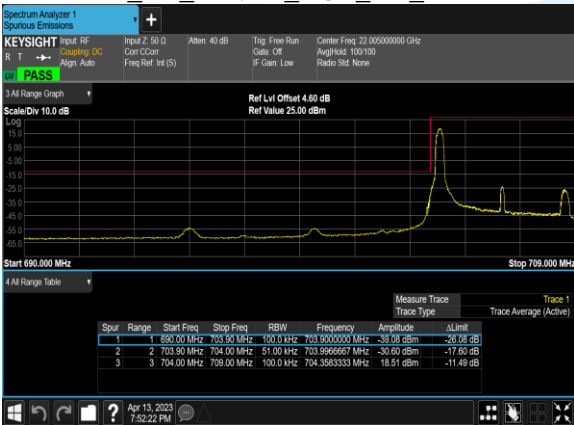 Spectrum Analyzer 1
Spurious Emissions
+
KEYSIGHT Input: RF Input Z: 50 Ω Atten: 40 dB Trig: Free Run Center Freq: 22.005000000 GHz
R T Coupling: DC Corr CCorr Gate: Off Avg|Hold: 100/100
Align: Auto Freq Ref: Int (S) IF Gain: Low Radio Std: None
PASS
3 All Range Graph
Ref Lvl Offset 4.60 dB
Scale/Div 10.0 dB Ref Value 25.00 dBm
Log
15.0
5.00
-5.00
-15.0
-25.0
-35.0
-45.0
-55.0
-65.0
Start 690.000 MHz Stop 709.000 MHz
4 All Range Table
Measure Trace Trace 1
Trace Type Trace Average (Active)
Spur Range Start Freq Stop Freq RBW Frequency Amplitude ΔLimit
1 1 690.00 MHz 703.90 MHz 100.0 kHz 703.9000000 MHz -39.08 dBm -26.08 dB
2 2 703.90 MHz 704.00 MHz 51.00 kHz 703.9966667 MHz -30.60 dBm -17.60 dB
3 3 704.00 MHz 709.00 MHz 100.0 kHz 704.3583333 MHz 18.51 dBm -11.49 dB
? Apr 13, 2023
7:52:22 PM